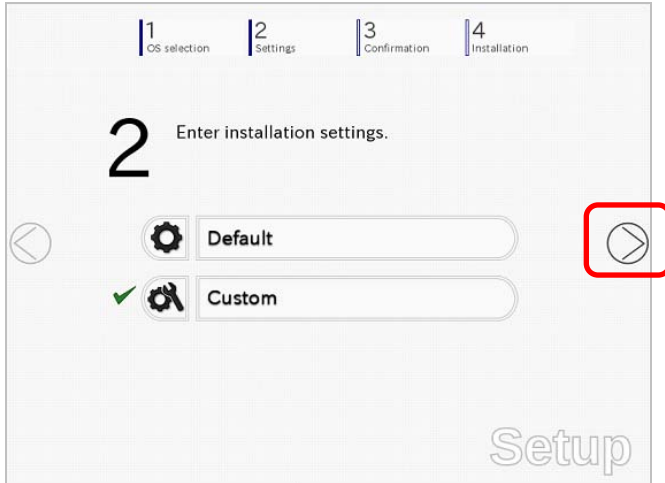 1 2 3 4
OS selection Settings Confirmation Installation
2 Enter installation settings.
Default
Custom
Setup